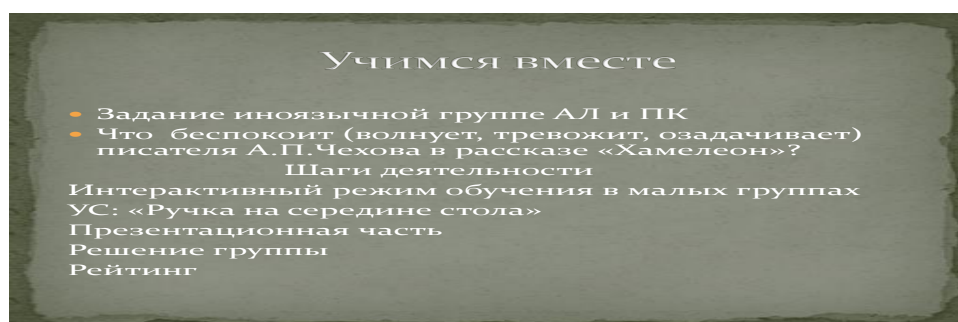 Учимся вместе
• Задание иноязычной группе АЛ и ПК
• Что беспокоит (волнует, тревожит, озадачивает)
писателя А.П.Чехова в рассказе «Хамелеон»?
Шаги деятельности
Интерактивный режим обучения в малых группах
УС: «Ручка на середине стола»
Презентационная часть
Решение группы
Рейтинг